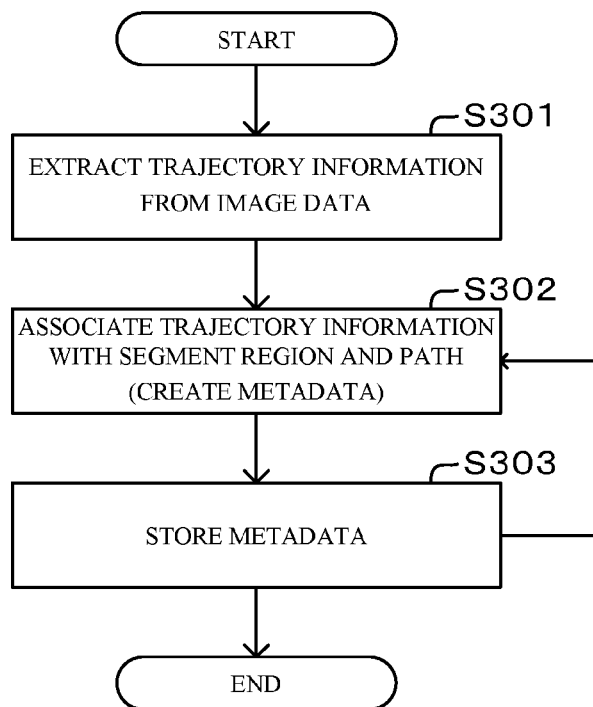 START
S301
EXTRACT TRAJECTORY INFORMATION
FROM IMAGE DATA
S302
ASSOCIATE TRAJECTORY INFORMATION
WITH SEGMENT REGION AND PATH
(CREATE METADATA)
S303
STORE METADATA
END